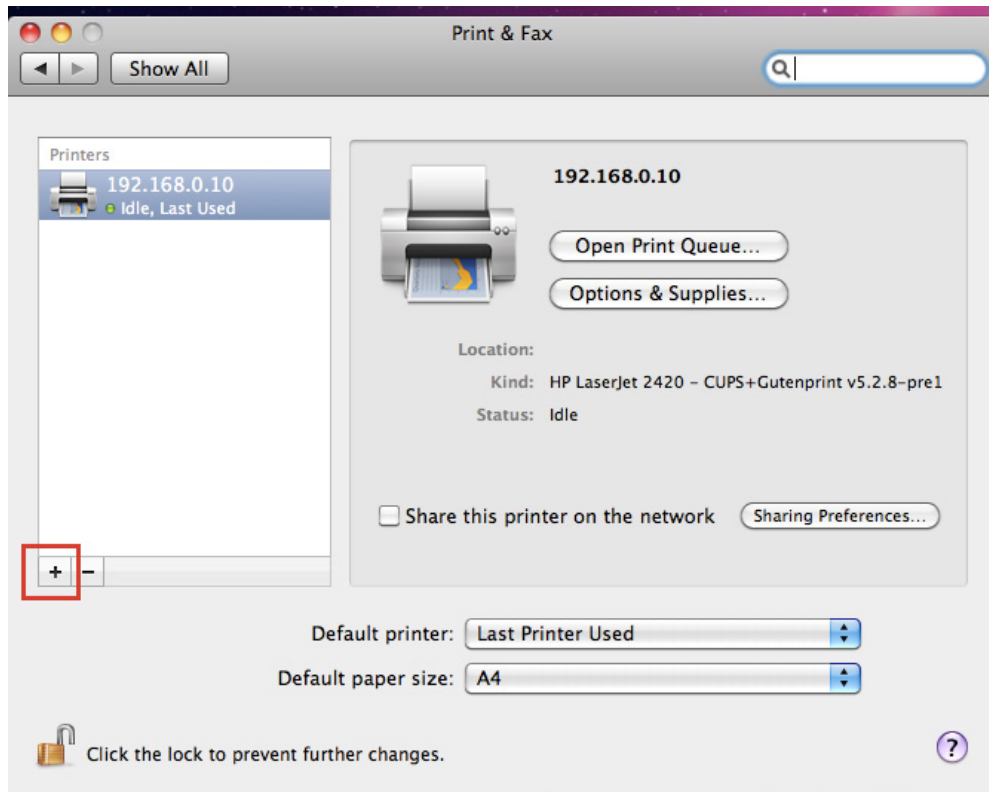 Print & Fax
Show All
Printers
192.168.0.10
Idle, Last Used
192.168.0.10
Open Print Queue...
Options & Supplies...
Location:
Kind: HP LaserJet 2420 – CUPS+Gutenprint v5.2.8-pre1
Status: Idle
Share this printer on the network Sharing Preferences...
+ −
Default printer: Last Printer Used
Default paper size: A4
Click the lock to prevent further changes.
?